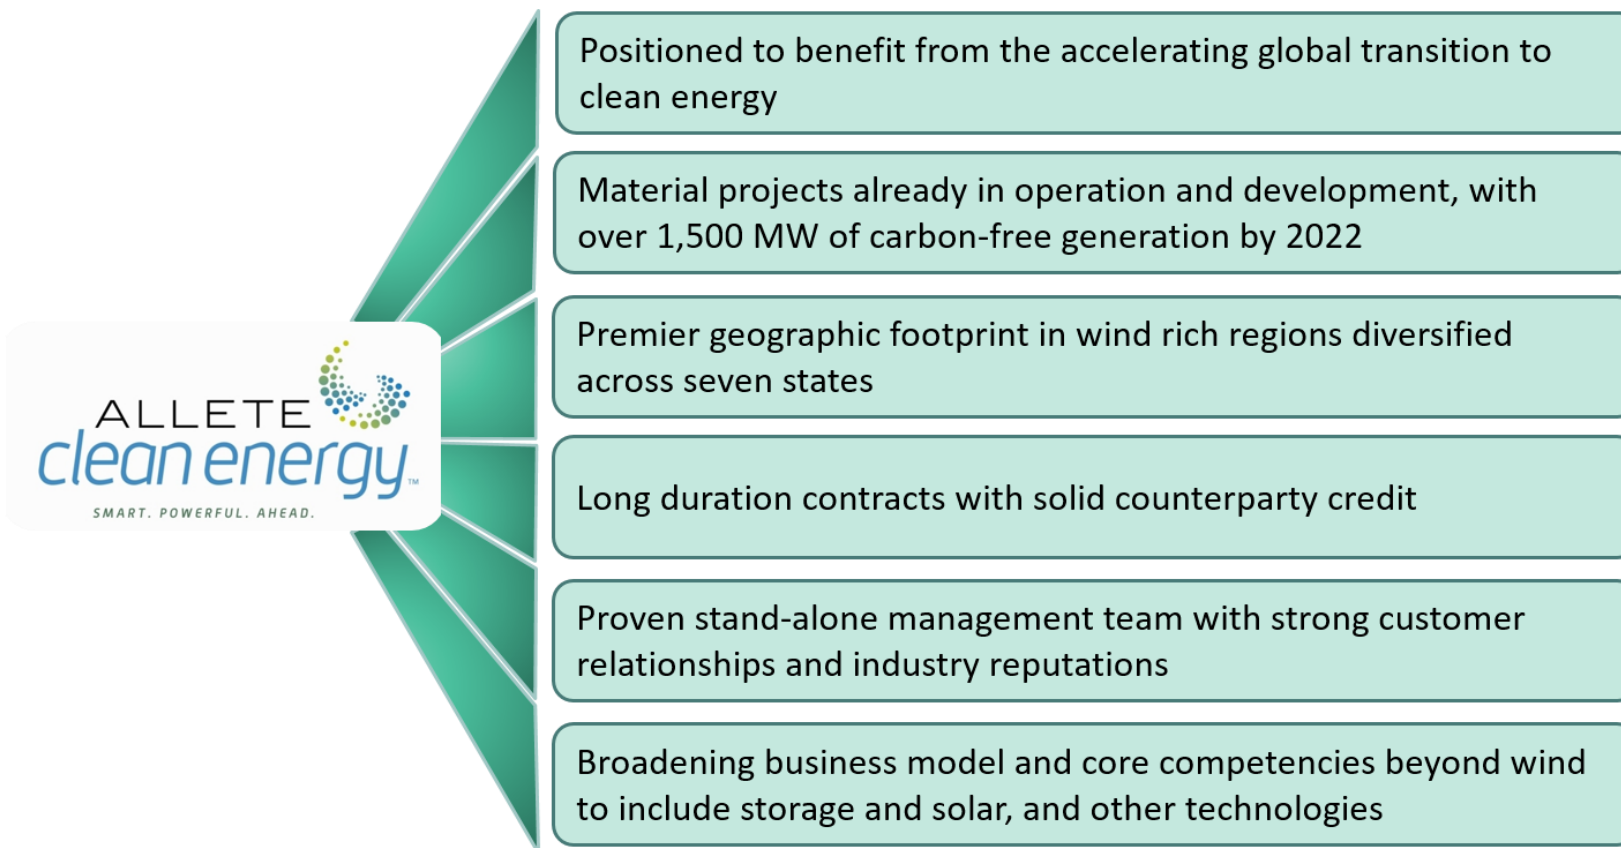 Positioned to benefit from the accelerating global transition to
clean energy
Material projects already in operation and development, with
over 1,500 MW of carbon-free generation by 2022
Premier geographic footprint in wind rich regions diversified
across seven states
ALLETE
clean energy™
SMART. POWERFUL. AHEAD.
Long duration contracts with solid counterparty credit
Proven stand-alone management team with strong customer
relationships and industry reputations
Broadening business model and core competencies beyond wind
to include storage and solar, and other technologies